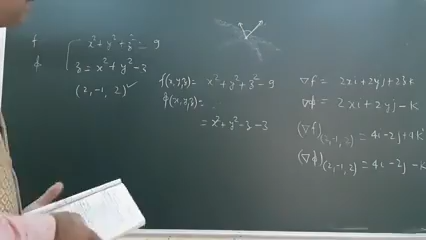 f x²+y²+z² = 9
ϕ z = x²+y²-3
(2,-1, 2) ✓
f(x,y,z) = x²+y²+z²-9
ϕ(x,y,z) =
= x²+y²-z-3
∇f = 2xi+2yj+2zk
∇ϕ = 2xi+2yj-k
(∇f)(2,-1,2) = 4i-2j+4k
(∇ϕ)(2,-1,2) = 4i-2j-k